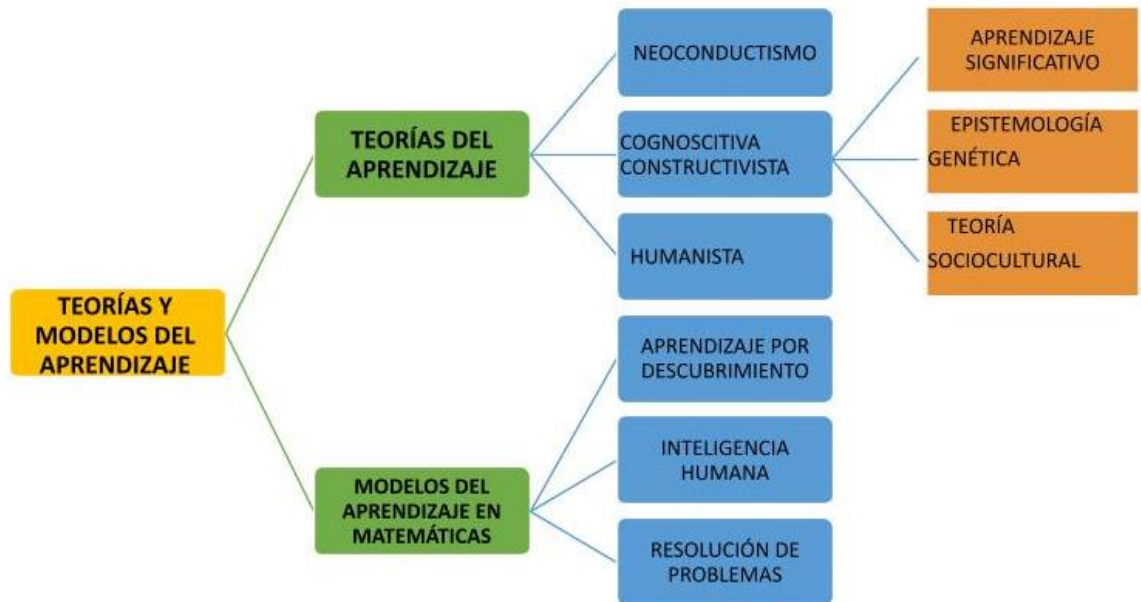 TEORÍAS Y
MODELOS DEL
APRENDIZAJE
TEORÍAS DEL
APRENDIZAJE
NEOCONDUCTISMO
COGNOSCITIVA
CONSTRUCTIVISTA
HUMANISTA
APRENDIZAJE
SIGNIFICATIVO
EPISTEMOLOGÍA
GENÉTICA
TEORÍA
SOCIOCULTURAL
MODELOS DEL
APRENDIZAJE EN
MATEMÁTICAS
APRENDIZAJE POR
DESCUBRIMIENTO
INTELIGENCIA
HUMANA
RESOLUCIÓN DE
PROBLEMAS